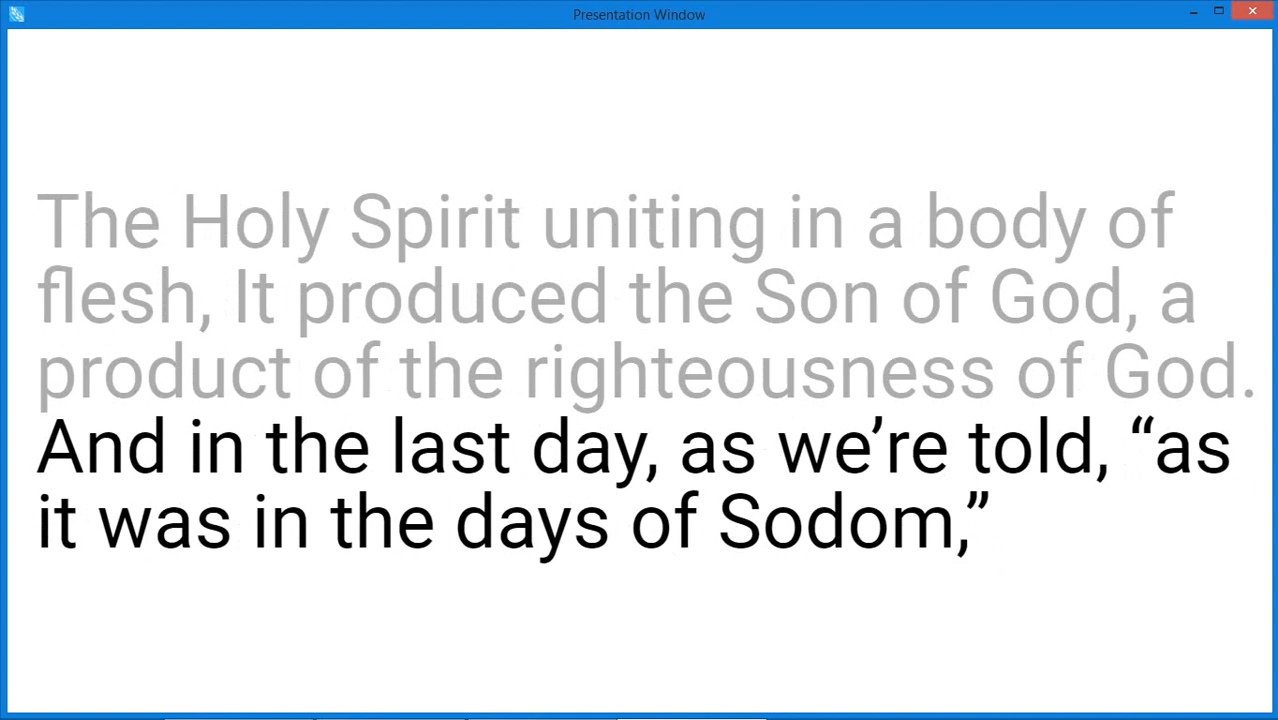 Presentation Window
The Holy Spirit uniting in a body of
flesh, It produced the Son of God, a
product of the righteousness of God.
And in the last day, as we’re told, “as
it was in the days of Sodom,”